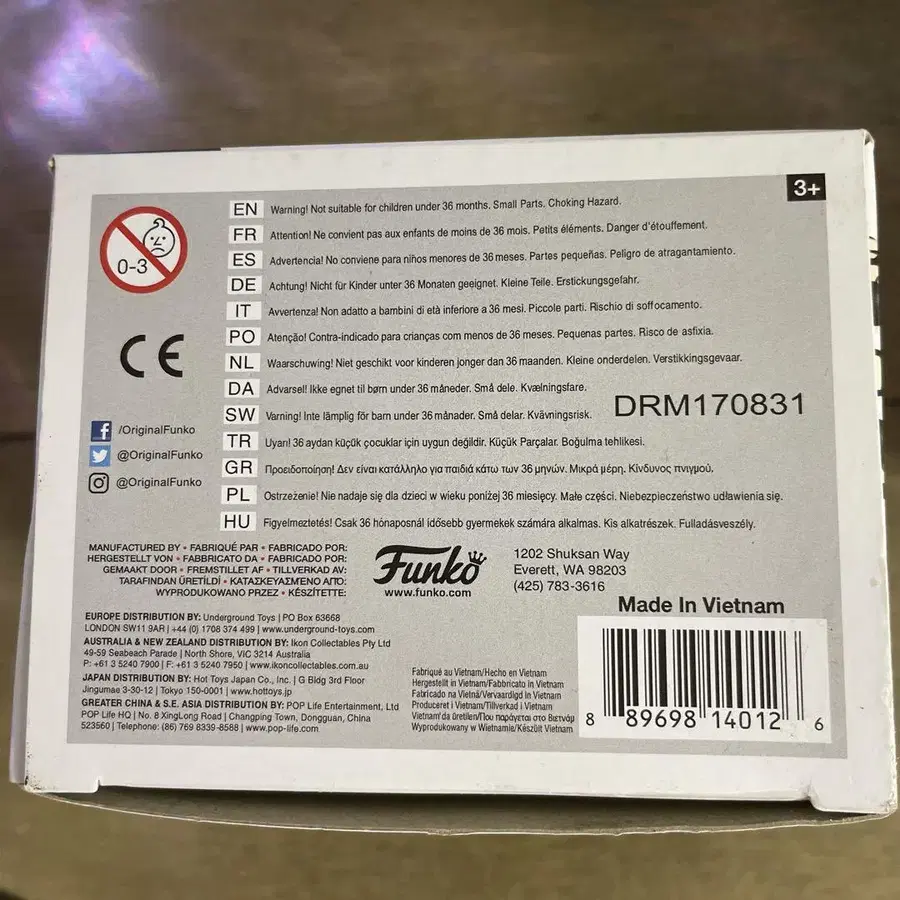 3+
0-3
EN Warning! Not suitable for children under 36 months. Small Parts. Choking Hazard.
FR Attention! Ne convient pas aux enfants de moins de 36 mois. Petits éléments. Danger d'étouffement.
ES Advertencia! No conviene para niños menores de 36 meses. Partes pequeñas. Peligro de atragantamiento.
DE Achtung! Nicht für Kinder unter 36 Monaten geeignet. Kleine Teile. Erstickungsgefahr.
IT Avvertenza! Non adatto a bambini di età inferiore a 36 mesi. Piccole parti. Rischio di soffocamento.
PO Atenção! Contra-indicado para crianças com menos de 36 meses. Pequenas partes. Risco de asfixia.
CE
NL Waarschuwing! Niet geschikt voor kinderen jonger dan 36 maanden. Kleine onderdelen. Verstikkingsgevaar.
DA Advarsel! Ikke egnet til børn under 36 måneder. Små dele. Kvælningsfare.
SW Varning! Inte lämplig för barn under 36 månader. Små delar. Kvävningsrisk.
DRM170831
TR Uyarı! 36 aydan küçük çocuklar için uygun değildir. Küçük Parçalar. Boğulma tehlikesi.
GR Προειδοποίηση! Δεν είναι κατάλληλο για παιδιά κάτω των 36 μηνών. Μικρά μέρη. Κίνδυνος πνιγμού.
PL Ostrzeżenie! Nie nadaje się dla dzieci w wieku poniżej 36 miesięcy. Małe części. Niebezpieczeństwo udławienia się.
HU Figyelmeztetés! Csak 36 hónaposnál idősebb gyermekek számára alkalmas. Kis alkatrészek. Fulladásveszély.
/OriginalFunko
@OriginalFunko
@OriginalFunko
MANUFACTURED BY • FABRIQUÉ PAR • FABRICADO POR:
HERGESTELLT VON • FABBRICATO DA • FABRICADO POR:
GEMAAKT DOOR • FREMSTILLET AF • TILLVERKAD AV:
TARAFINDAN ÜRETİLDİ • ΚΑΤΑΣΚΕΥΑΣΜΕΝΟ ΑΠΟ:
WYPRODUKOWANO PRZEZ • KÉSZÍTETTE:
Funko
www.funko.com
1202 Shuksan Way
Everett, WA 98203
(425) 783-3616
EUROPE DISTRIBUTION BY: Underground Toys | PO Box 63668
LONDON SW11 9AR | +44 (0) 1708 374 499 | www.underground-toys.com
AUSTRALIA & NEW ZEALAND DISTRIBUTION BY: Ikon Collectables Pty Ltd
49-59 Seabeach Parade | North Shore, VIC 3214 Australia
P: +61 3 5240 7900 | F: +61 3 5240 7950 | www.ikoncollectables.com.au
JAPAN DISTRIBUTION BY: Hot Toys Japan Co., Inc. | G Bldg 3rd Floor
Jingumae 3-30-12 | Tokyo 150-0001 | www.hottoys.jp
GREATER CHINA & S.E. ASIA DISTRIBUTION BY: POP Life Entertainment, Ltd
POP Life HQ | No. 8 XingLong Road | Changping Town, Dongguan, China
523560 | Telephone: (86) 769 8339-8588 | www.pop-life.com
Fabriqué au Vietnam/Hecho en Vietnam
Hergestellt in Vietnam/Fabbricato in Vietnam
Fabricado na Vietnã/Vervaardigd in Vietnam
Produceret i Vietnam/Tillverkad i Vietnam
Vietnam'da üretilen/Που παράγεται στο Βιετνάμ
Wyprodukowany w Wietnamie/Készült Vietnam
Made In Vietnam
8 89698 14012 6